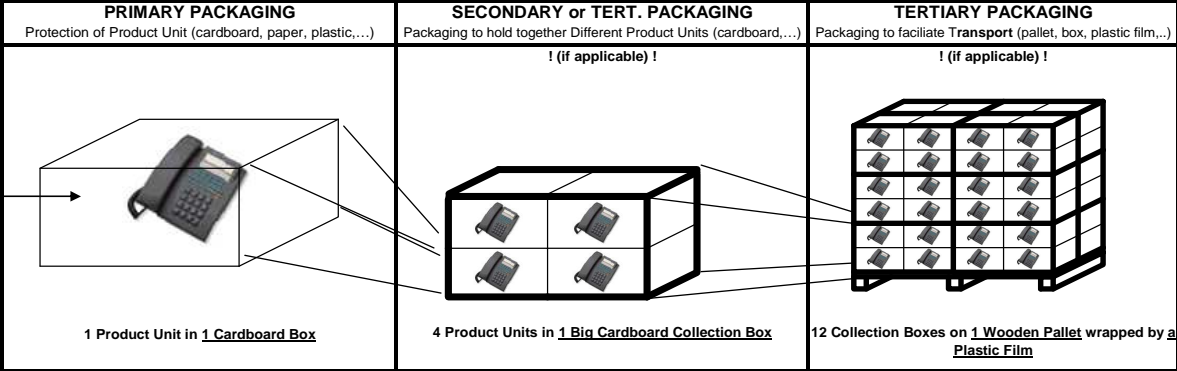 PRIMARY PACKAGING
Protection of Product Unit (cardboard, paper, plastic,…)
SECONDARY or TERT. PACKAGING
Packaging to hold together Different Product Units (cardboard,…)
TERTIARY PACKAGING
Packaging to faciliate Transport (pallet, box, plastic film,..)
! (if applicable) !
! (if applicable) !
1 Product Unit in 1 Cardboard Box
4 Product Units in 1 Big Cardboard Collection Box
12 Collection Boxes on 1 Wooden Pallet wrapped by a
Plastic Film